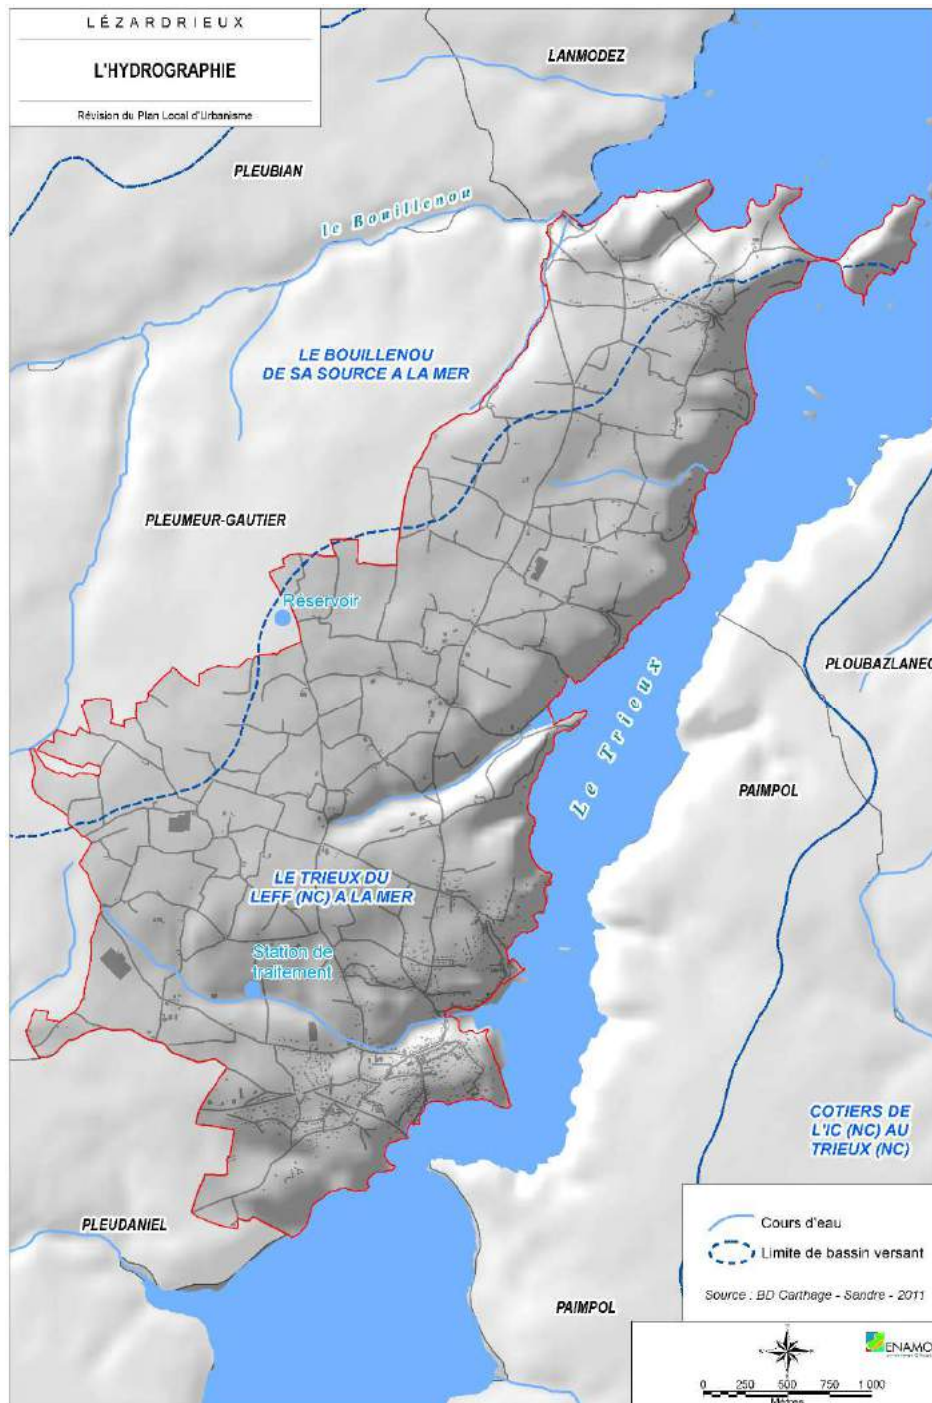 LÉZARDRIEUX
L'HYDROGRAPHIE
Révision du Plan Local d'Urbanisme
LANMODEZ
PLEUBIAN
le Bouillenou
LE BOUILLENOU
DE SA SOURCE A LA MER
PLEUMEUR-GAUTIER
Réservoir
Le Trieux
PLOUBAZLANEC
PAIMPOL
LE TRIEUX DU
LEFF (NC) A LA MER
Station de
traitement
COTIERS DE
L'IC (NC) AU
TRIEUX (NC)
PLEUDANIEL
PAIMPOL
Cours d'eau
Limite de bassin versant
Source : BD Carthage - Sandre - 2011
ENAMO
0 250 500 750 1 000
Mètres